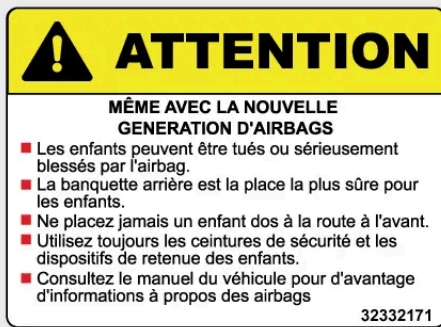 ATTENTION
MÊME AVEC LA NOUVELLE
GENERATION D'AIRBAGS
Les enfants peuvent être tués ou sérieusement
blessés par l'airbag.
La banquette arrière est la place la plus sûre pour
les enfants.
Ne placez jamais un enfant dos à la route à l'avant.
Utilisez toujours les ceintures de sécurité et les
dispositifs de retenue des enfants.
Consultez le manuel du véhicule pour d'avantage
d'informations à propos des airbags
32332171